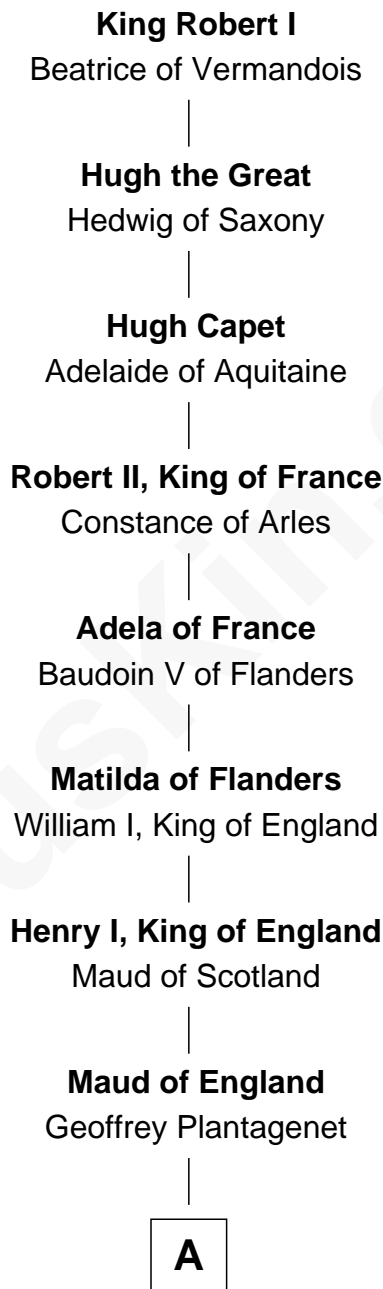 King Robert I
Beatrice of Vermandois
Hugh the Great
Hedwig of Saxony
Hugh Capet
Adelaide of Aquitaine
Robert II, King of France
Constance of Arles
Adela of France
Baudoin V of Flanders
Matilda of Flanders
William I, King of England
Henry I, King of England
Maud of Scotland
Maud of England
Geoffrey Plantagenet
A